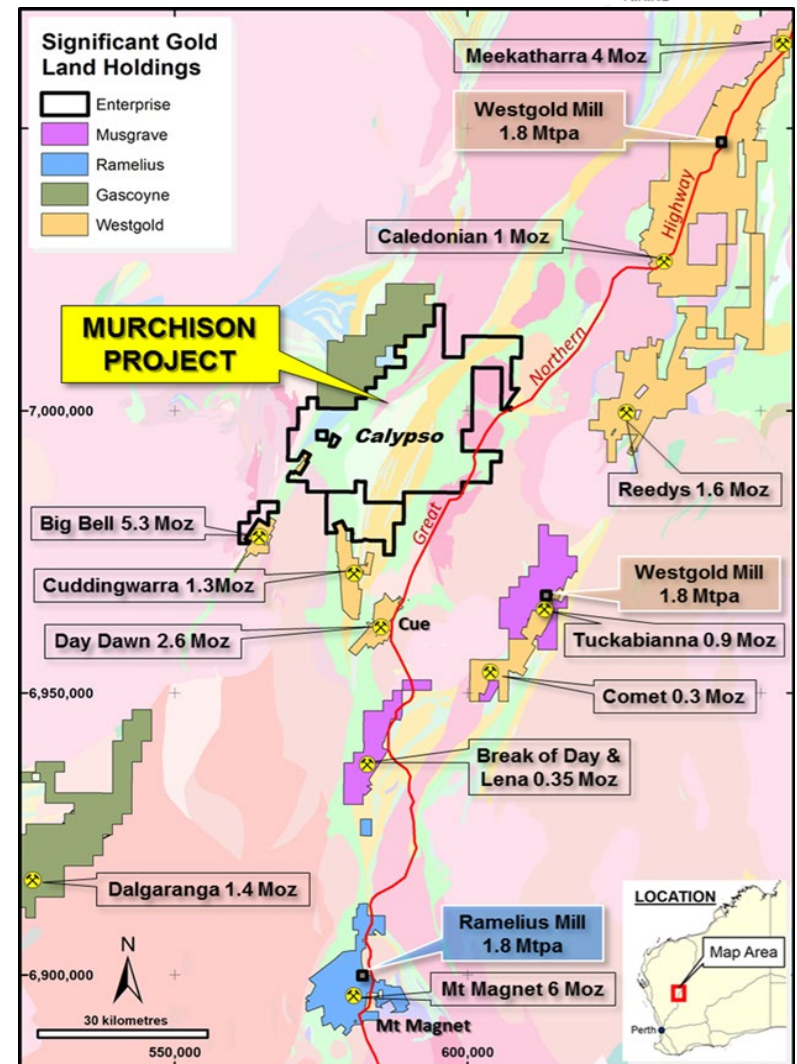 Significant Gold
Land Holdings
Enterprise
Musgrave
Ramelius
Gascoyne
Westgold
Meekatharra 4 Moz
Westgold Mill
1.8 Mtpa
Highway
Caledonian 1 Moz
MURCHISON
PROJECT
Northern
7,000,000
Calypso
Reedys 1.6 Moz
Great
Big Bell 5.3 Moz
Westgold Mill
1.8 Mtpa
Cuddingwarra 1.3Moz
Cue
Day Dawn 2.6 Moz
Tuckabianna 0.9 Moz
6,950,000
Comet 0.3 Moz
Break of Day &
Lena 0.35 Moz
Dalgaranga 1.4 Moz
LOCATION
Map Area
Perth
Ramelius Mill
1.8 Mtpa
N
6,900,000
Mt Magnet 6 Moz
30 kilometres
Mt Magnet
550,000
600,000